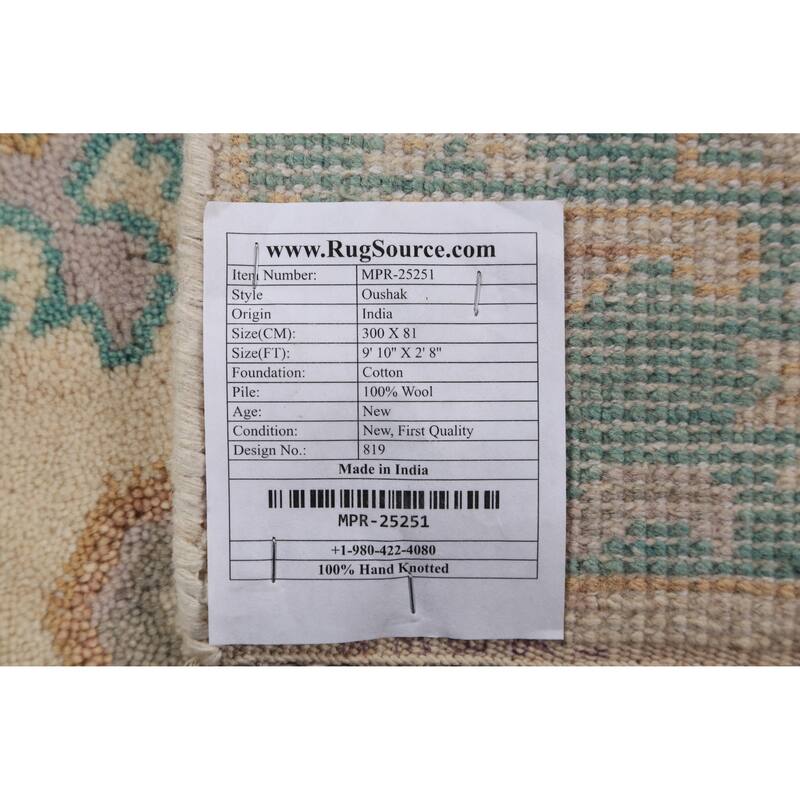 www.RugSource.com
Item Number: MPR-25251
Style Oushak
Origin India
Size(CM): 300 X 81
Size(FT): 9' 10" X 2' 8"
Foundation: Cotton
Pile: 100% Wool
Age: New
Condition: New, First Quality
Design No.: 819
Made in India
MPR-25251
+1-980-422-4080
100% Hand Knotted